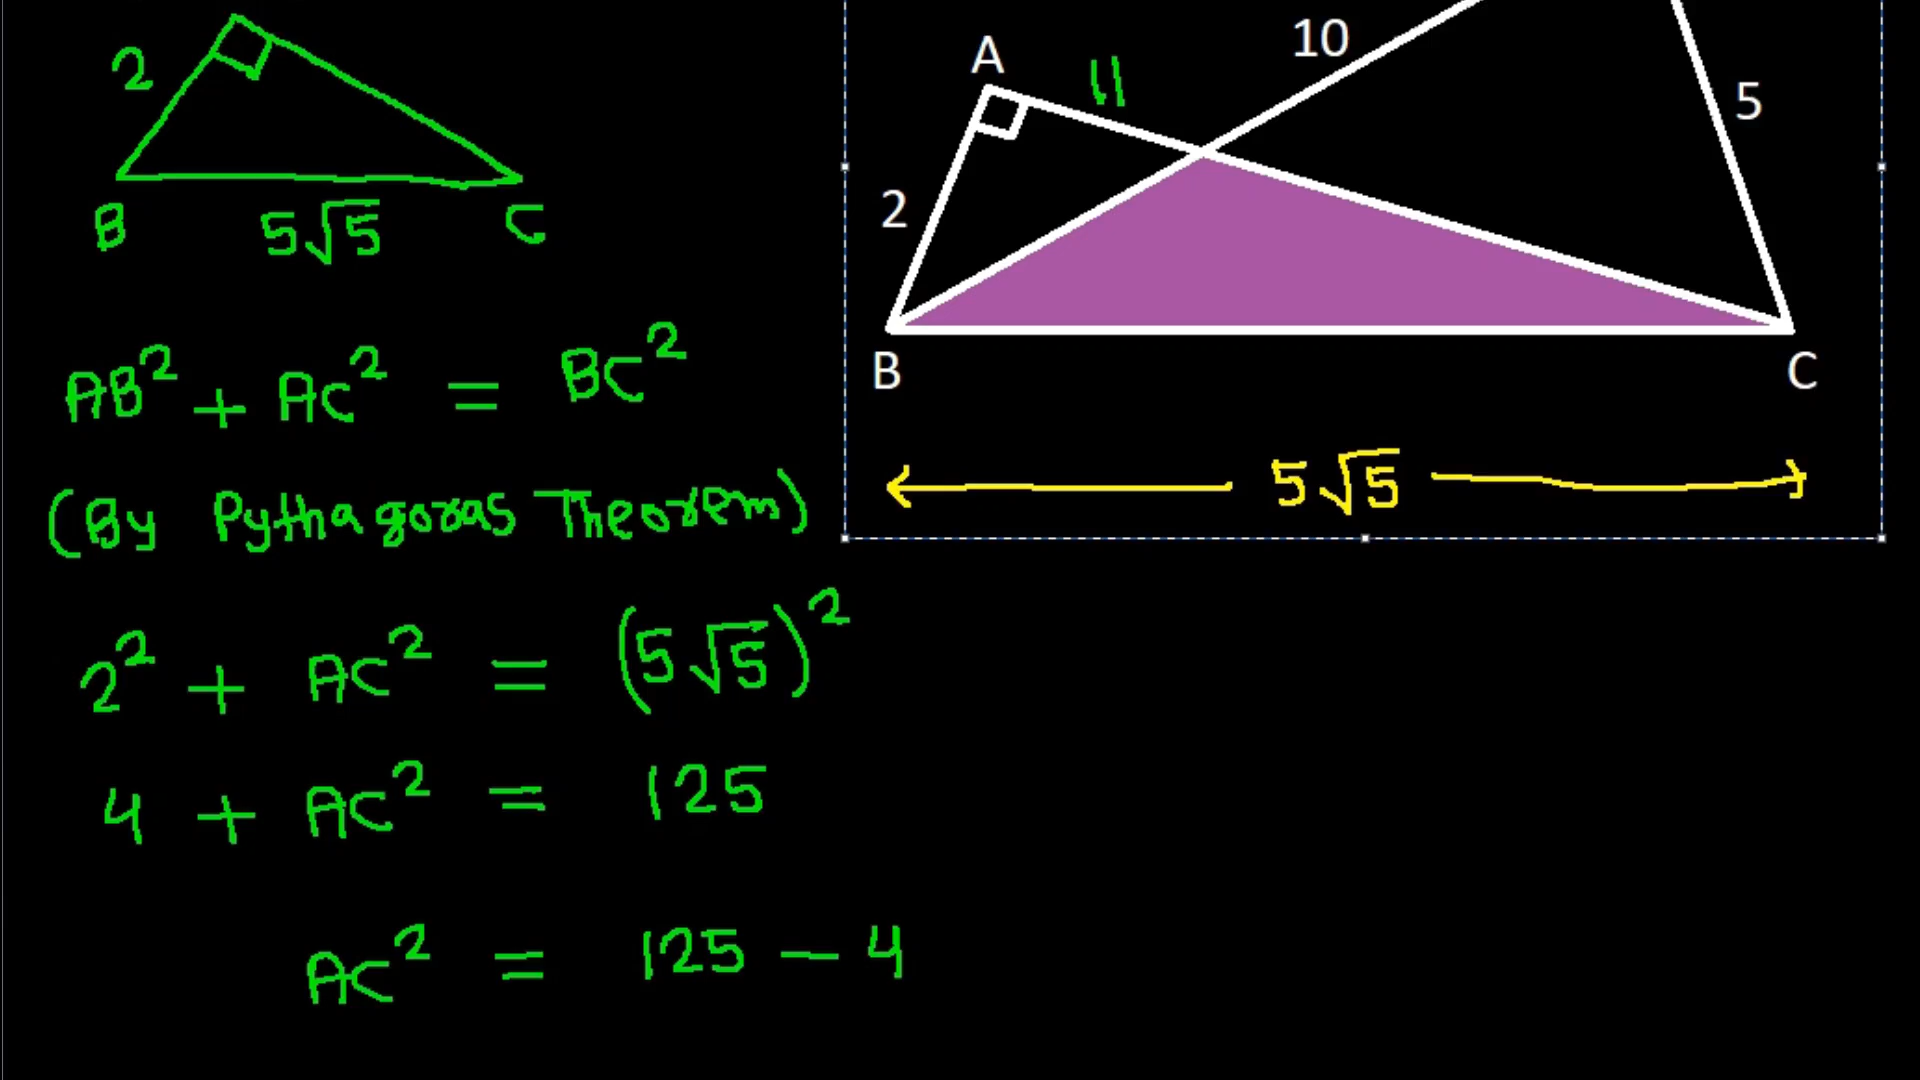 2
B 5√5 C
AB² + AC² = BC²
(By Pythagoras Theorem)
2² + AC² = (5√5)²
4 + AC² = 125
AC² = 125 - 4
10
A 11
5
2
B C
5√5